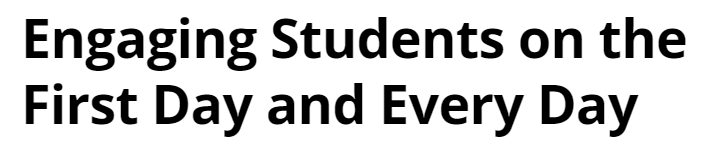 Engaging Students on the
First Day and Every Day